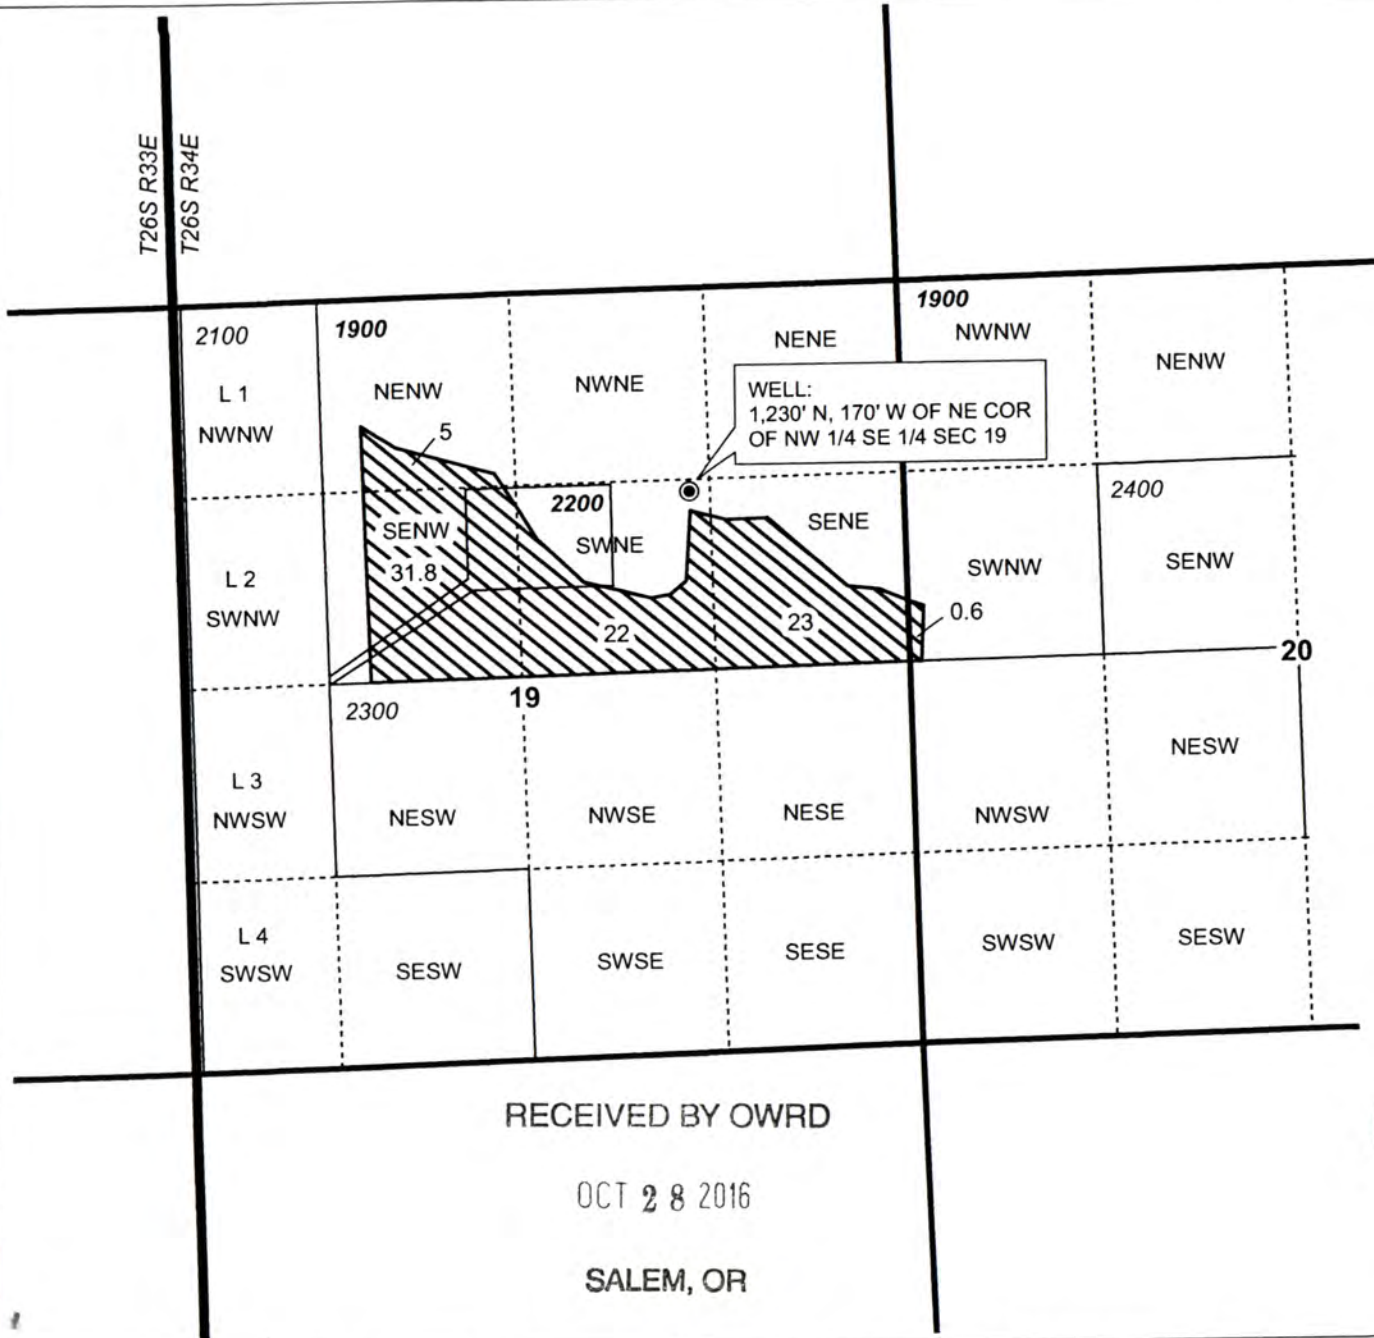 T26S R33E
T26S R34E
2100
1900
1900
L 1
NWNW
NENW
NWNE
NENE
NWNW
NENW
WELL:
1,230' N, 170' W OF NE COR
OF NW 1/4 SE 1/4 SEC 19
5
2200
2400
SENW
31.8
SWNE
SENE
SWNW
SENW
L 2
SWNW
22
23
0.6
19
20
2300
L 3
NWSW
NESW
NWSE
NESE
NWSW
NESW
L 4
SWSW
SESW
SWSE
SESE
SWSW
SESW
RECEIVED BY OWRD
OCT 28 2016
SALEM, OR